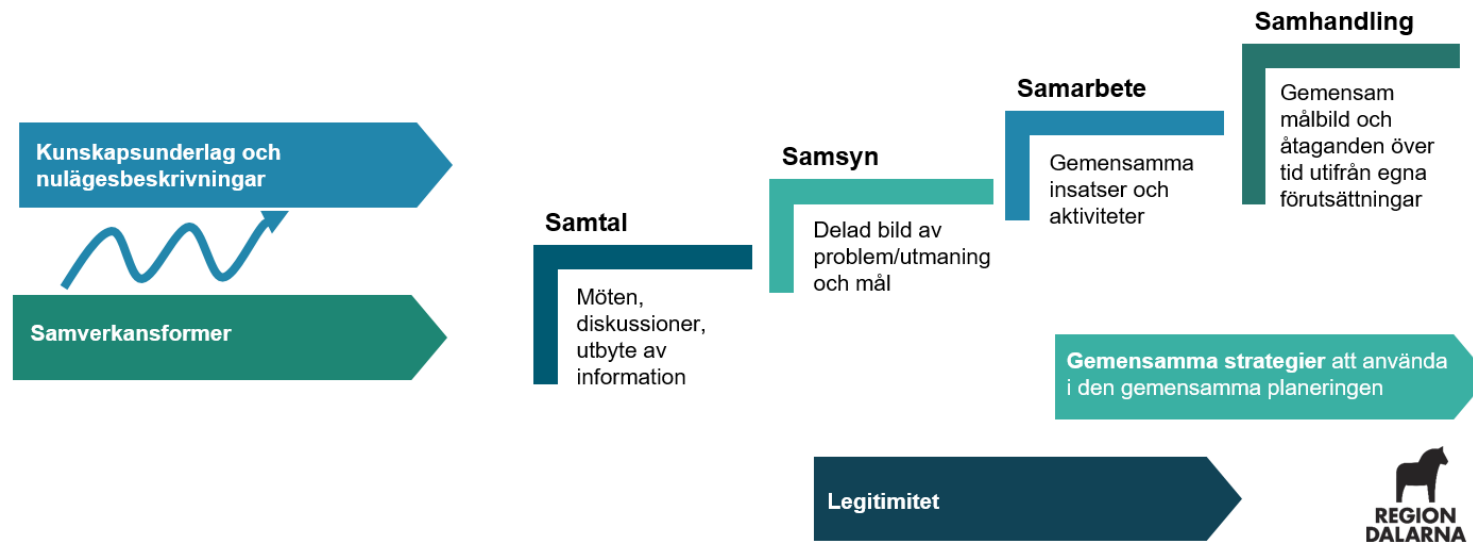 Kunskapsunderlag och
nulägesbeskrivningar
Samverkansformer
Samtal
Möten,
diskussioner,
utbyte av
information
Samsyn
Delad bild av
problem/utmaning
och mål
Samarbete
Gemensamma
insatser och
aktiviteter
Samhandling
Gemensam
målbild och
åtaganden över
tid utifrån egna
förutsättningar
Gemensamma strategier att använda
i den gemensamma planeringen
Legitimitet
REGION
DALARNA